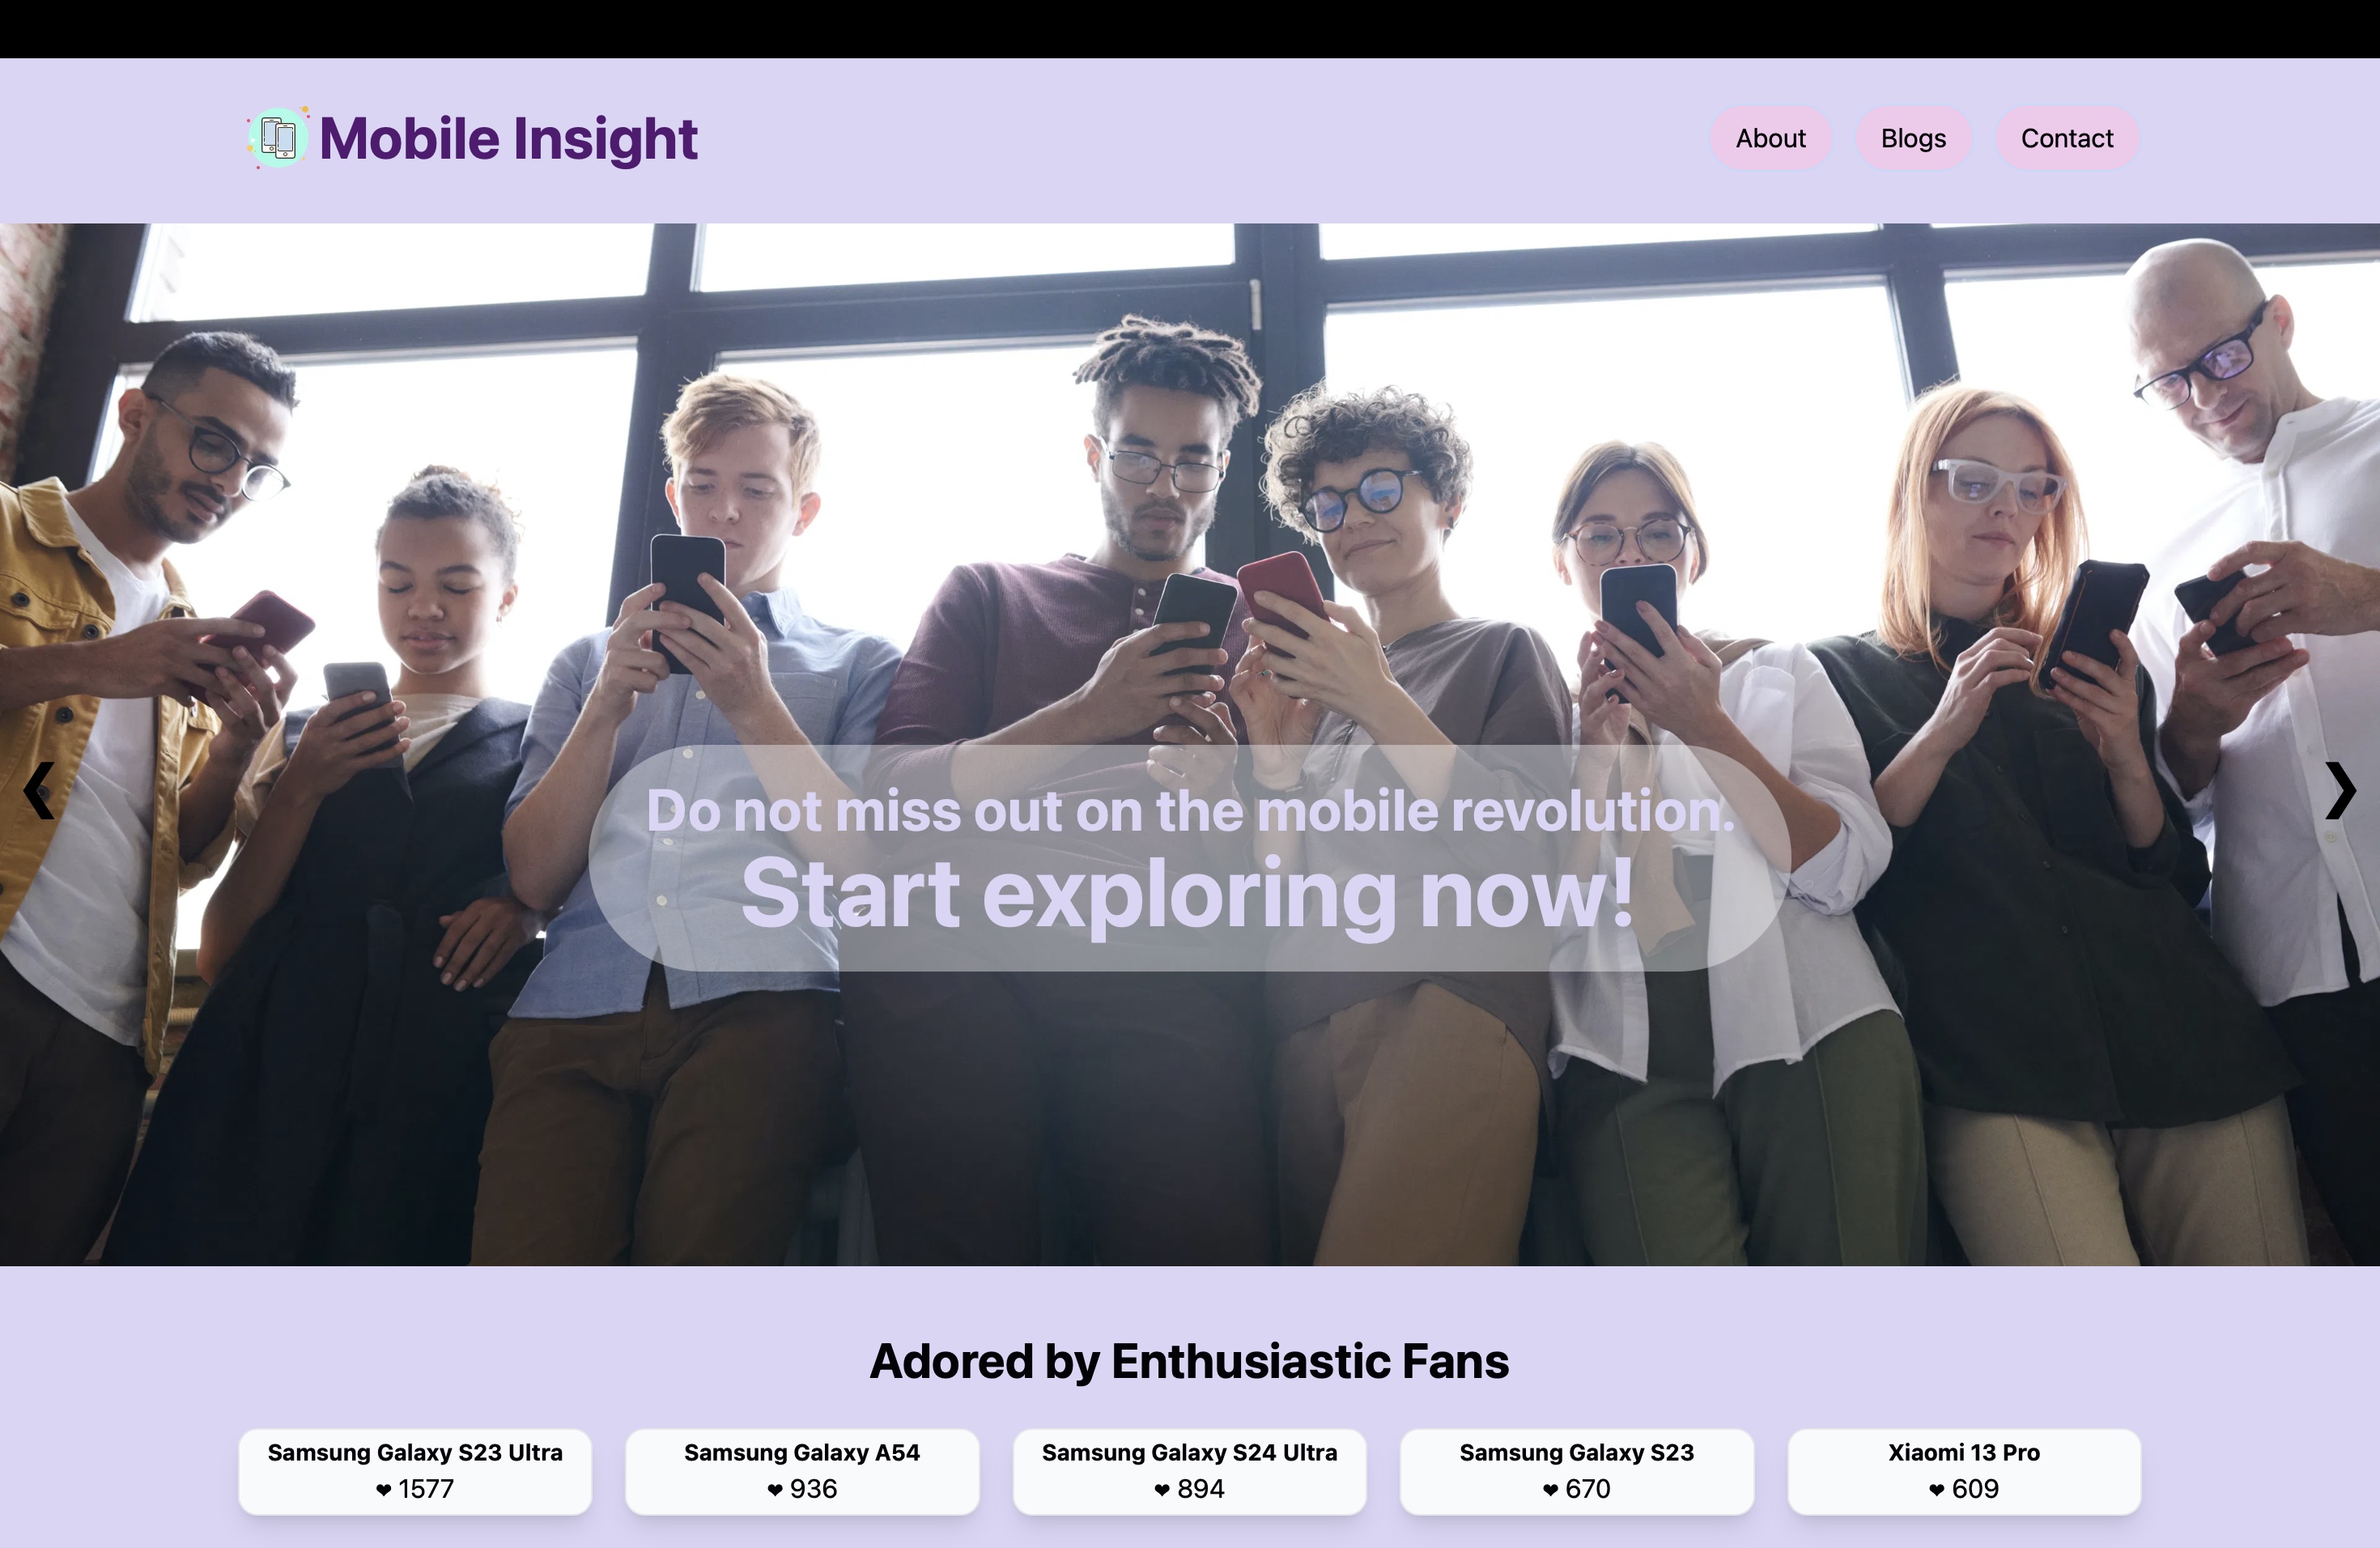 Mobile Insight
About
Blogs
Contact
Do not miss out on the mobile revolution.
Start exploring now!
Adored by Enthusiastic Fans
Samsung Galaxy S23 Ultra
❤ 1577
Samsung Galaxy A54
❤ 936
Samsung Galaxy S24 Ultra
❤ 894
Samsung Galaxy S23
❤ 670
Xiaomi 13 Pro
❤ 609